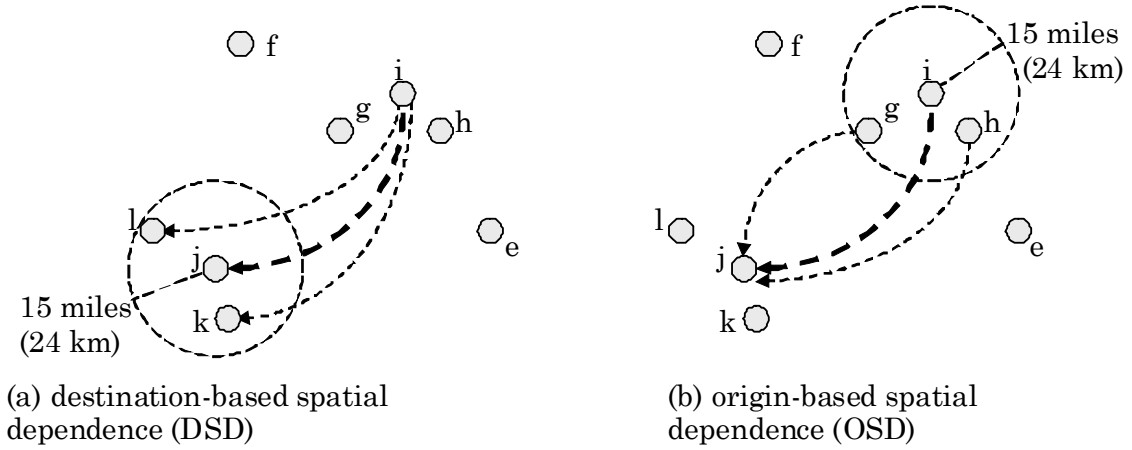 f
i
g
h
l
j
e
k
15 miles
(24 km)
(a) destination-based spatial
dependence (DSD)
f
i
15 miles
(24 km)
g
h
l
j
e
k
(b) origin-based spatial
dependence (OSD)